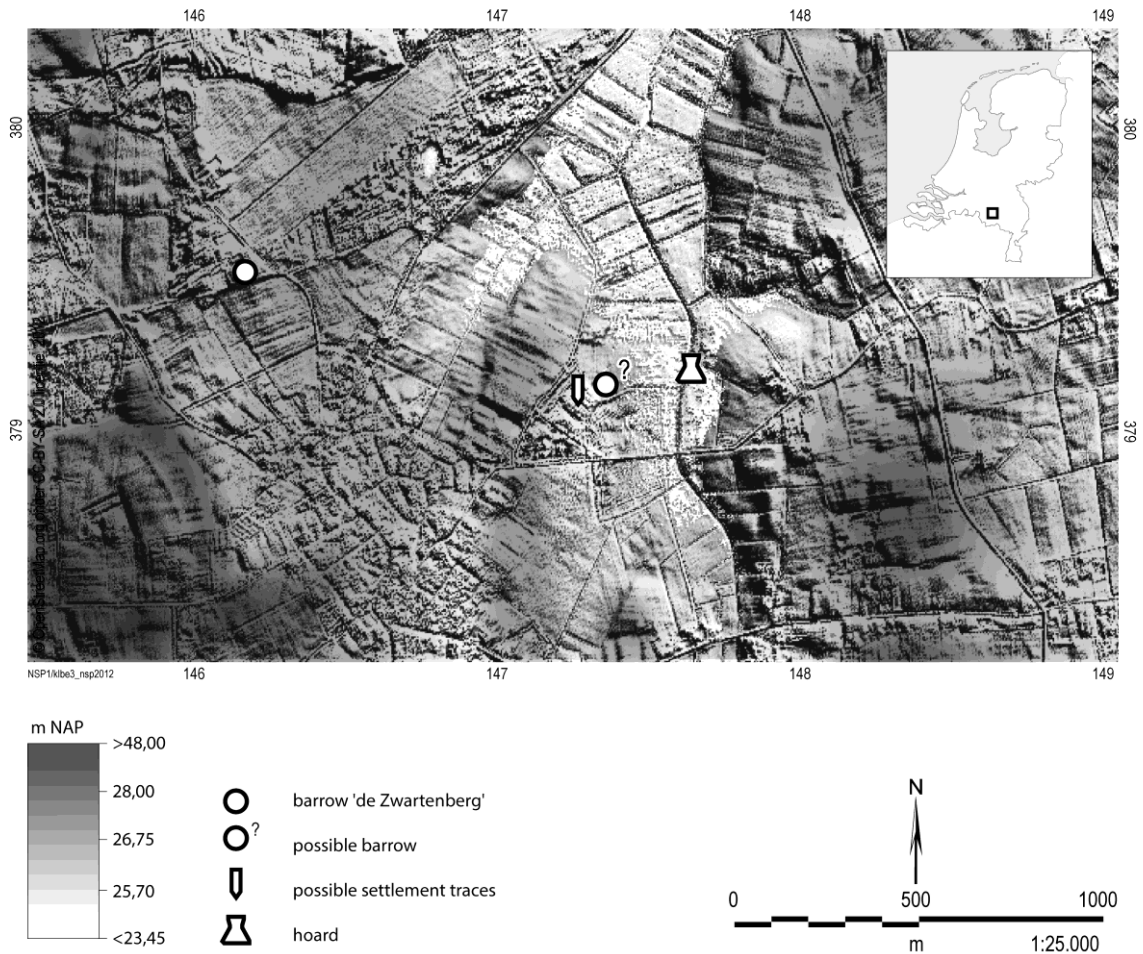 146 147 148 149
380 380
379 379
NSP1/klbe3_nsp2012
146 147 148 149
m NAP
>48,00
28,00
26,75
25,70
<23,45
barrow 'de Zwartenberg'
? possible barrow
possible settlement traces
hoard
?
N
0 500 1000
m 1:25.000